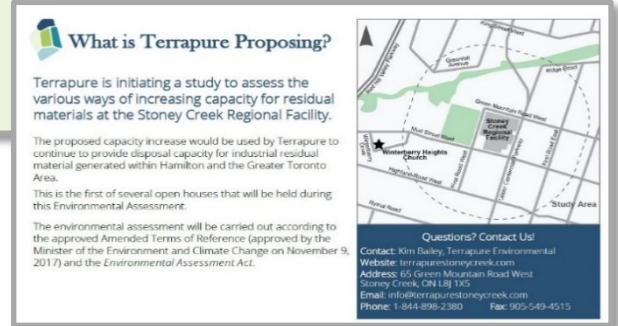 What is Terrapure Proposing?
Terrapure is initiating a study to assess the
various ways of increasing capacity for residual
materials at the Stoney Creek Regional Facility.
The proposed capacity increase would be used by Terrapure to
continue to provide disposal capacity for industrial residual
material generated within Hamilton and the Greater Toronto
Area.
This is the first of several open houses that will be held during
this Environmental Assessment.
The environmental assessment will be carried out according to
the approved Amended Terms of Reference (approved by the
Minister of the Environment and Climate Change on November 9,
2017) and the Environmental Assessment Act.
Greenhill
Avenue
Green Mountain Road West
Stoney
Creek
Regional
Facility
Mud Street West
Winterberry Heights
Church
Highland Road West
First Road West
Rymal Road
Study Area
Questions? Contact Us!
Contact: Kim Bailey, Terrapure Environmental
Website: terrapurestoneycreek.com
Address: 65 Green Mountain Road West
Stoney Creek, ON L8J 1X5
Email: info@terrapurestoneycreek.com
Phone: 1-844-898-2380 Fax: 905-549-4515